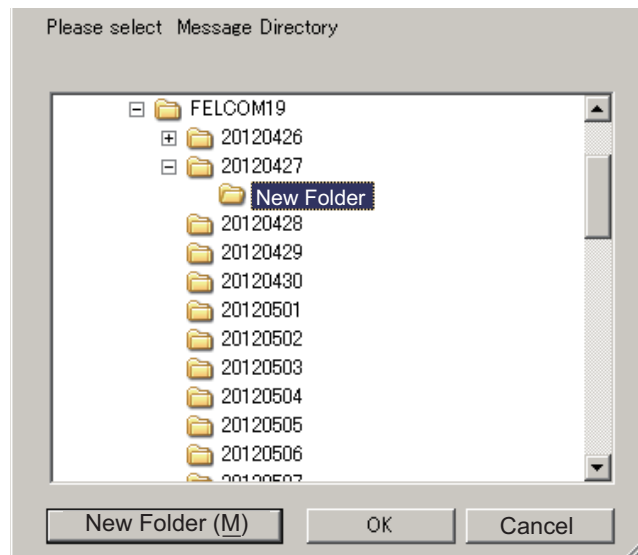 Please select Message Directory
FELCOM19
20120426
20120427
New Folder
20120428
20120429
20120430
20120501
20120502
20120503
20120504
20120505
20120506
20120507
New Folder (M)
OK
Cancel